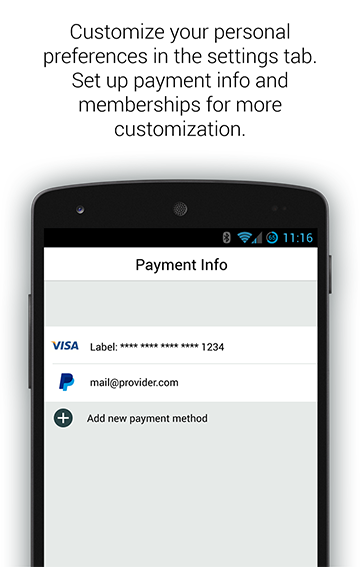 Customize your personal
preferences in the settings tab.
Set up payment info and
memberships for more
customization.
11:16
Payment Info
VISA Label: **** **** **** **** 1234
mail@provider.com
Add new payment method